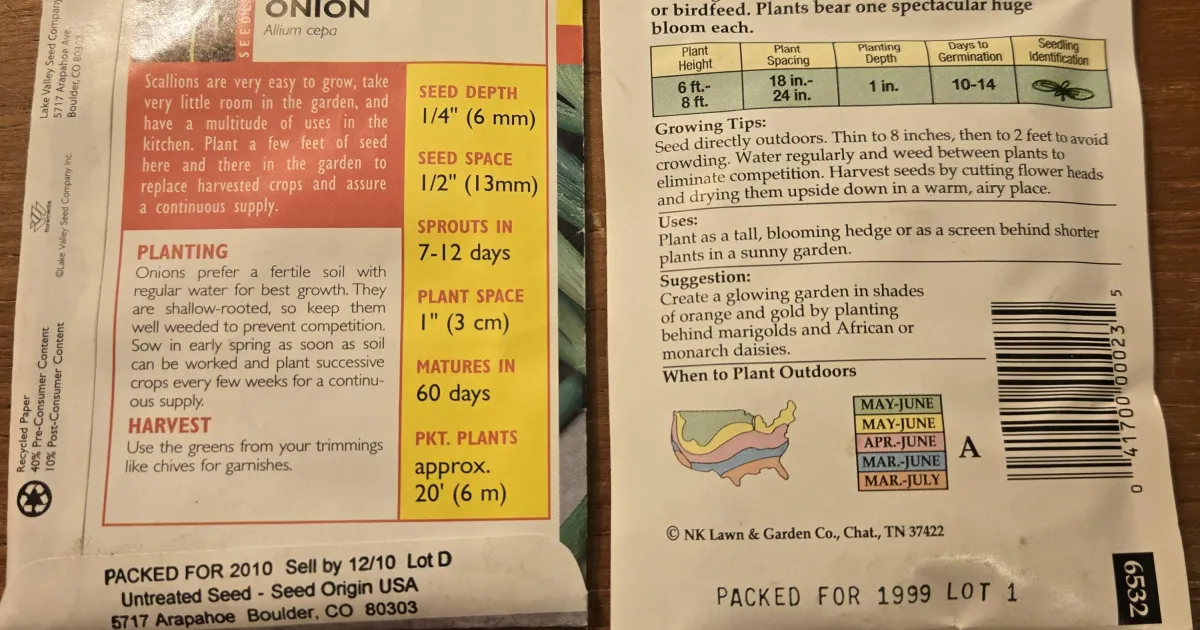 ONION
Allium cepa
SEEDS
Lake Valley Seed Company
5717 Arapahoe Ave.
Boulder, CO 80303
©Lake Valley Seed Company Inc.
Recycled Paper
40% Pre-Consumer Content
10% Post-Consumer Content
Scallions are very easy to grow, take
very little room in the garden, and
have a multitude of uses in the
kitchen. Plant a few feet of seed
here and there in the garden to
replace harvested crops and assure
a continuous supply.
PLANTING
Onions prefer a fertile soil with
regular water for best growth. They
are shallow-rooted, so keep them
well weeded to prevent competition.
Sow in early spring as soon as soil
can be worked and plant successive
crops every few weeks for a continu-
ous supply.
HARVEST
Use the greens from your trimmings
like chives for garnishes.
SEED DEPTH
1/4" (6 mm)
SEED SPACE
1/2" (13mm)
SPROUTS IN
7-12 days
PLANT SPACE
1" (3 cm)
MATURES IN
60 days
PKT. PLANTS
approx.
20' (6 m)
PACKED FOR 2010 Sell by 12/10 Lot D
Untreated Seed - Seed Origin USA
5717 Arapahoe Boulder, CO 80303
or birdfeed. Plants bear one spectacular huge
bloom each.
Plant Height
Plant Spacing
Planting Depth
Days to Germination
Seedling Identification
6 ft.-
8 ft.
18 in.-
24 in.
1 in.
10-14
Growing Tips:
Seed directly outdoors. Thin to 8 inches, then to 2 feet to avoid
crowding. Water regularly and weed between plants to
eliminate competition. Harvest seeds by cutting flower heads
and drying them upside down in a warm, airy place.
Uses:
Plant as a tall, blooming hedge or as a screen behind shorter
plants in a sunny garden.
Suggestion:
Create a glowing garden in shades
of orange and gold by planting
behind marigolds and African or
monarch daisies.
When to Plant Outdoors
MAY-JUNE
MAY-JUNE
APR.-JUNE
MAR.-JUNE
MAR.-JULY
A
0 41700 00023 5
© NK Lawn & Garden Co., Chat., TN 37422
PACKED FOR 1999 LOT 1
6532